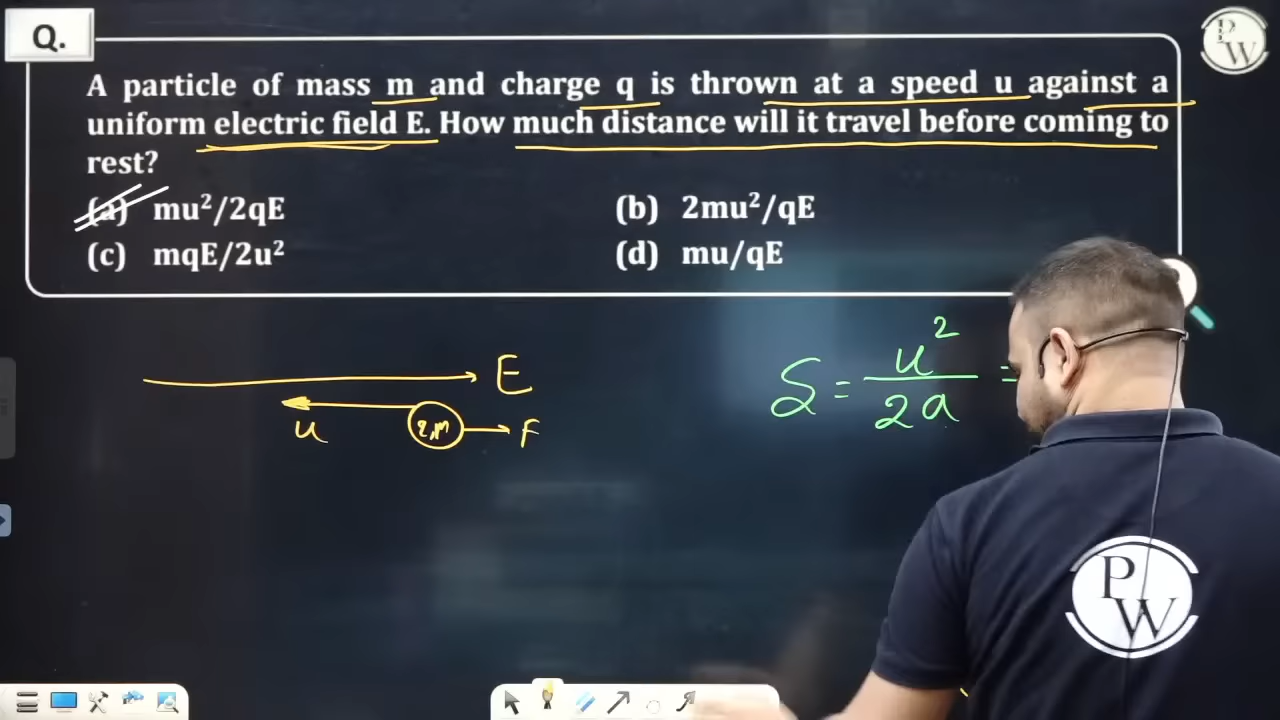 Q.
A particle of mass m and charge q is thrown at a speed u against a
uniform electric field E. How much distance will it travel before coming to
rest?
(a) mu²/2qE
(b) 2mu²/qE
(c) mqE/2u²
(d) mu/qE
E
u
q,m
F
S = u²/2a =
P
W
P
W